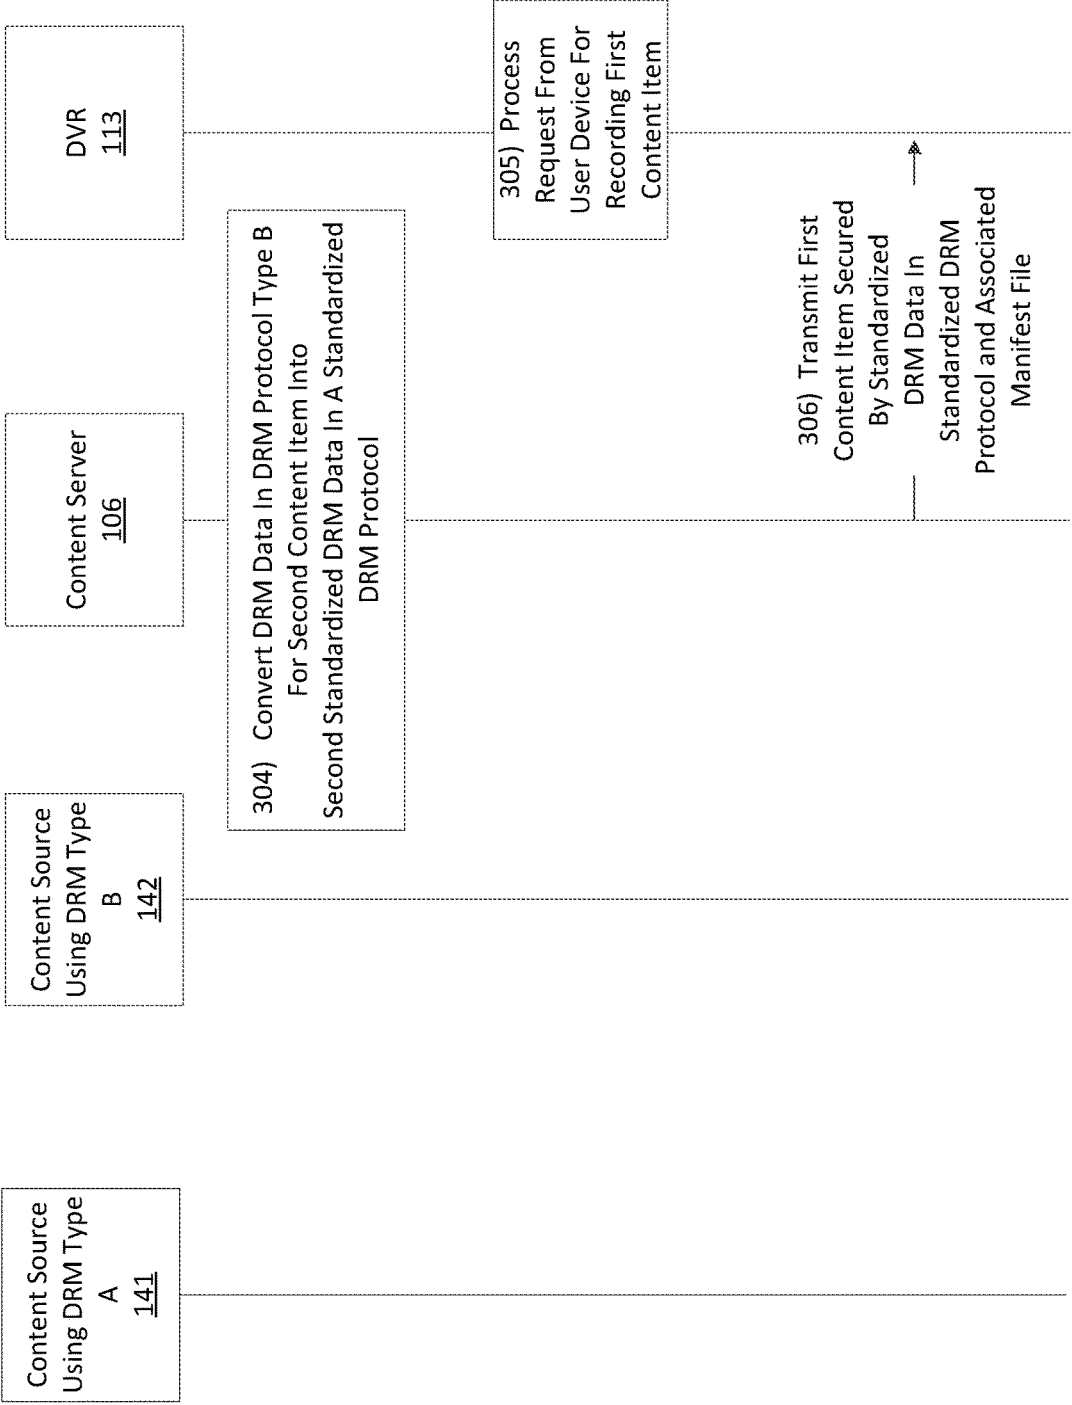 Content Source
Using DRM Type
A
141
Content Source
Using DRM Type
B
142
Content Server
106
DVR
113
304) Convert DRM Data In DRM Protocol Type B
For Second Content Item Into
Second Standardized DRM Data In A Standardized
DRM Protocol
305) Process
Request From
User Device For
Recording First
Content Item
306) Transmit First
Content Item Secured
By Standardized
DRM Data In
Standardized DRM
Protocol and Associated
Manifest File